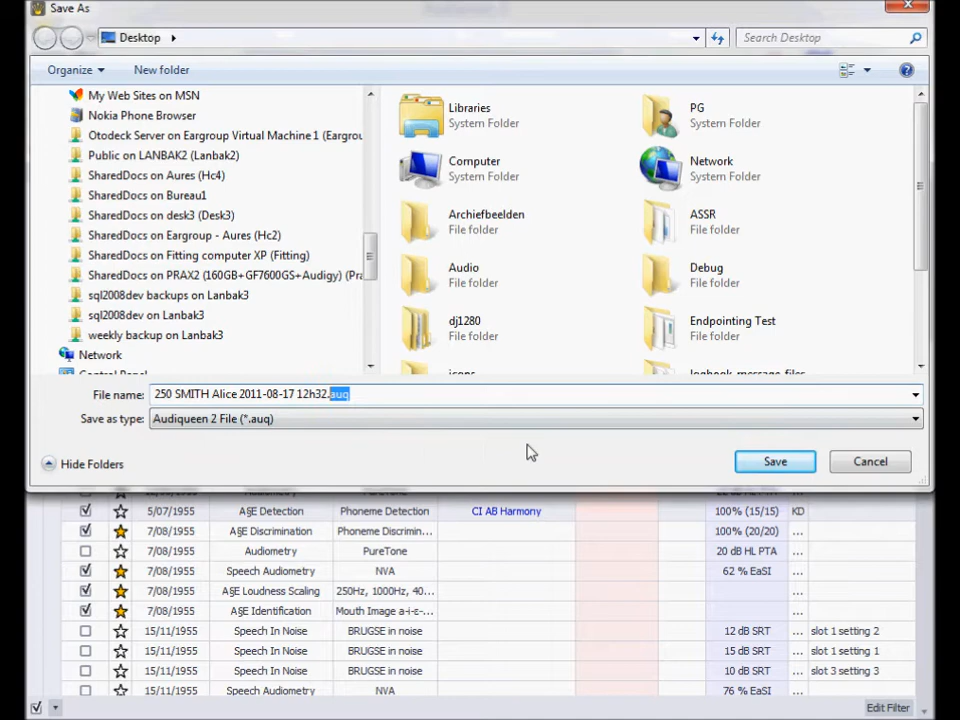 Save As
Desktop
Search Desktop
Organize
New folder
My Web Sites on MSN
Nokia Phone Browser
Otodeck Server on Eargroup Virtual Machine 1 (Eargrou
Public on LANBAK2 (Lanbak2)
SharedDocs on Aures (Hc4)
SharedDocs on Bureau1
SharedDocs on desk3 (Desk3)
SharedDocs on Eargroup - Aures (Hc2)
SharedDocs on Fitting computer XP (Fitting)
SharedDocs on PRAX2 (160GB+GF7600GS+Audigy) (Pra
sql2008dev backups on Lanbak3
sql2008dev on Lanbak3
weekly backup on Lanbak3
Network
Control Panel
Libraries
System Folder
PG
System Folder
Computer
System Folder
Network
System Folder
Archiefbeelden
File folder
ASSR
File folder
Audio
File folder
Debug
File folder
dj1280
File folder
Endpointing Test
File folder
icons
logbook_message_files
File name: 250 SMITH Alice 2011-08-17 12h32.auq
Save as type: Audiqueen 2 File (*.auq)
Hide Folders
Save
Cancel
5/07/1955 A§E Detection Phoneme Detection CI AB Harmony 100% (15/15) KD
7/08/1955 A§E Discrimination Phoneme Discrimin... 100% (20/20) ...
7/08/1955 Audiometry PureTone 20 dB HL PTA ...
7/08/1955 Speech Audiometry NVA 62 % EaSI ...
7/08/1955 A§E Loudness Scaling 250Hz, 1000Hz, 40... ...
7/08/1955 A§E Identification Mouth Image a-i-ε-... ...
15/11/1955 Speech In Noise BRUGSE in noise 12 dB SRT ... slot 1 setting 2
15/11/1955 Speech In Noise BRUGSE in noise 15 dB SRT ... slot 1 setting 1
15/11/1955 Speech In Noise BRUGSE in noise 10 dB SRT ... slot 3 setting 3
15/11/1955 Speech Audiometry NVA 76 % EaSI ...
Edit Filter